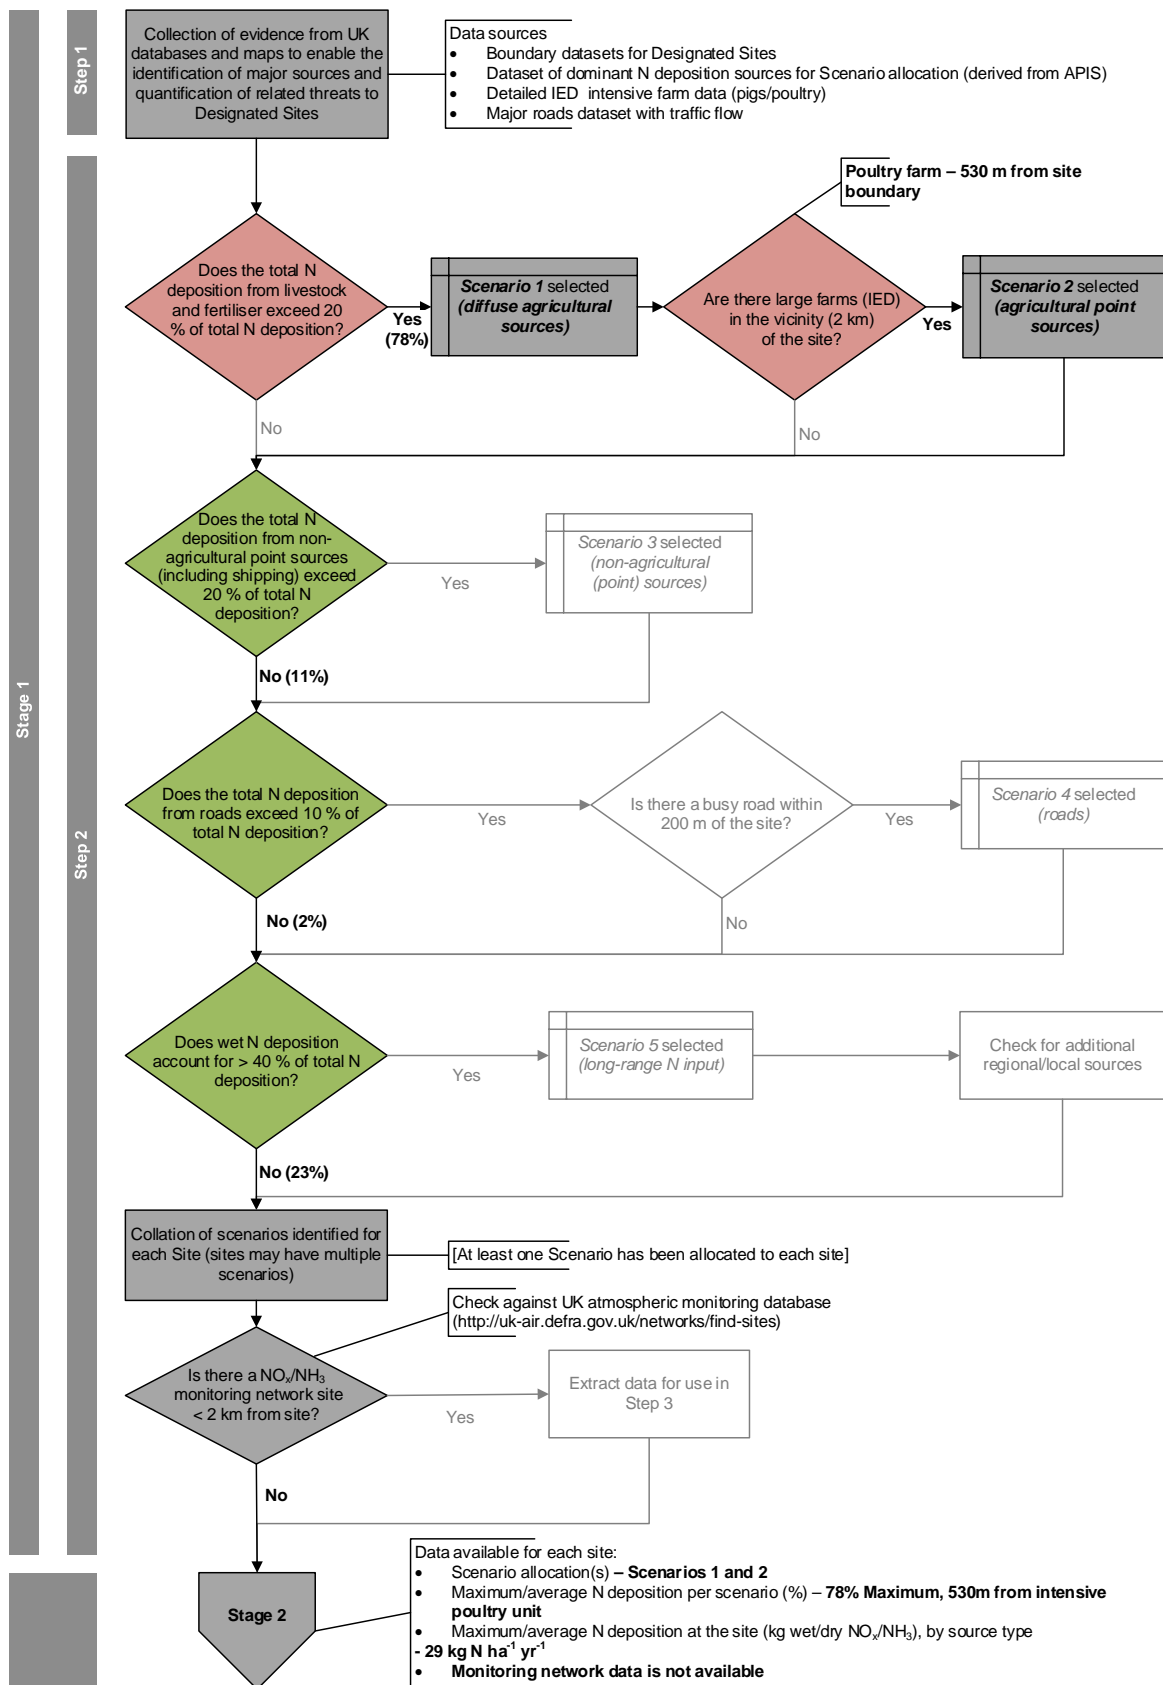 Stage 1
Step 1
Collection of evidence from UK
databases and maps to enable the
identification of major sources and
quantification of related threats to
Designated Sites
Data sources
• Boundary datasets for Designated Sites
• Dataset of dominant N deposition sources for Scenario allocation (derived from APIS)
• Detailed IED intensive farm data (pigs/poultry)
• Major roads dataset with traffic flow
Step 2
Poultry farm – 530 m from site
boundary
Does the total N
deposition from livestock
and fertiliser exceed 20
% of total N deposition?
Yes
(78%)
No
Scenario 1 selected
(diffuse agricultural
sources)
Are there large farms (IED)
in the vicinity (2 km)
of the site?
Yes
No
Scenario 2 selected
(agricultural point
sources)
Does the total N
deposition from non-
agricultural point sources
(including shipping) exceed
20 % of total N
deposition?
Yes
Scenario 3 selected
(non-agricultural
(point) sources)
No (11%)
Does the total N deposition
from roads exceed 10 % of
total N deposition?
Yes
Is there a busy road within
200 m of the site?
Yes
Scenario 4 selected
(roads)
No (2%)
No
Does wet N deposition
account for > 40 % of total N
deposition?
Yes
Scenario 5 selected
(long-range N input)
Check for additional
regional/local sources
No (23%)
Collation of scenarios identified for
each Site (sites may have multiple
scenarios)
[At least one Scenario has been allocated to each site]
Check against UK atmospheric monitoring database
(http://uk-air.defra.gov.uk/networks/find-sites)
Is there a NOₓ/NH₃
monitoring network site
< 2 km from site?
Yes
Extract data for use in
Step 3
No
Stage 2
Data available for each site:
• Scenario allocation(s) – Scenarios 1 and 2
• Maximum/average N deposition per scenario (%) – 78% Maximum, 530m from intensive
poultry unit
• Maximum/average N deposition at the site (kg wet/dry NOₓ/NH₃), by source type
- 29 kg N ha⁻¹ yr⁻¹
• Monitoring network data is not available